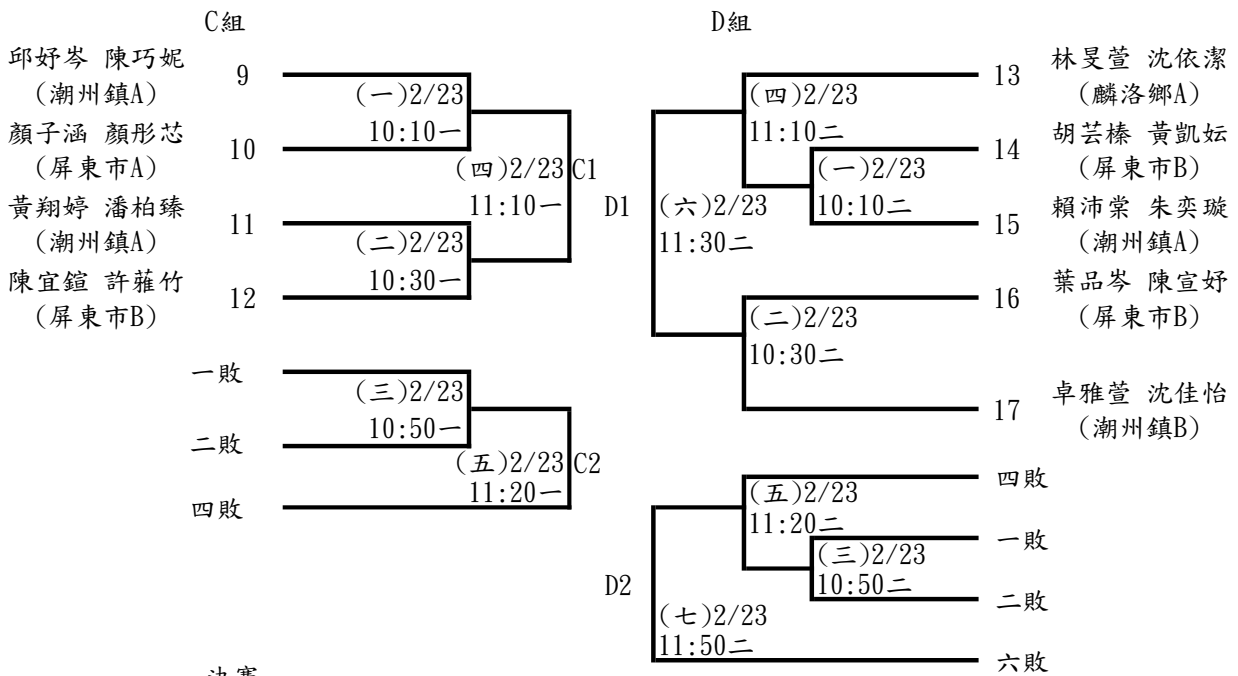 C組
邱妤岑 陳巧妮
(潮州鎮A)
9
(一)2/23
10:10一
顏子涵 顏彤芯
(屏東市A)
10
(四)2/23
11:10一
C1
黃翔婷 潘柏臻
(潮州鎮A)
11
(二)2/23
10:30一
陳宜鎧 許蕥竹
(屏東市B)
12
一敗
(三)2/23
10:50一
二敗
(五)2/23
11:20一
C2
四敗
D組
林旻萱 沈依潔
(麟洛鄉A)
13
(四)2/23
11:10二
胡芸榛 黃凱妘
(屏東市B)
14
(一)2/23
10:10二
D1
(六)2/23
11:30二
賴沛棠 朱奕璇
(潮州鎮A)
15
葉品岑 陳宣妤
(屏東市B)
16
(二)2/23
10:30二
卓雅萱 沈佳怡
(潮州鎮B)
17
四敗
(五)2/23
11:20二
一敗
(三)2/23
10:50二
D2
二敗
(七)2/23
11:50二
六敗